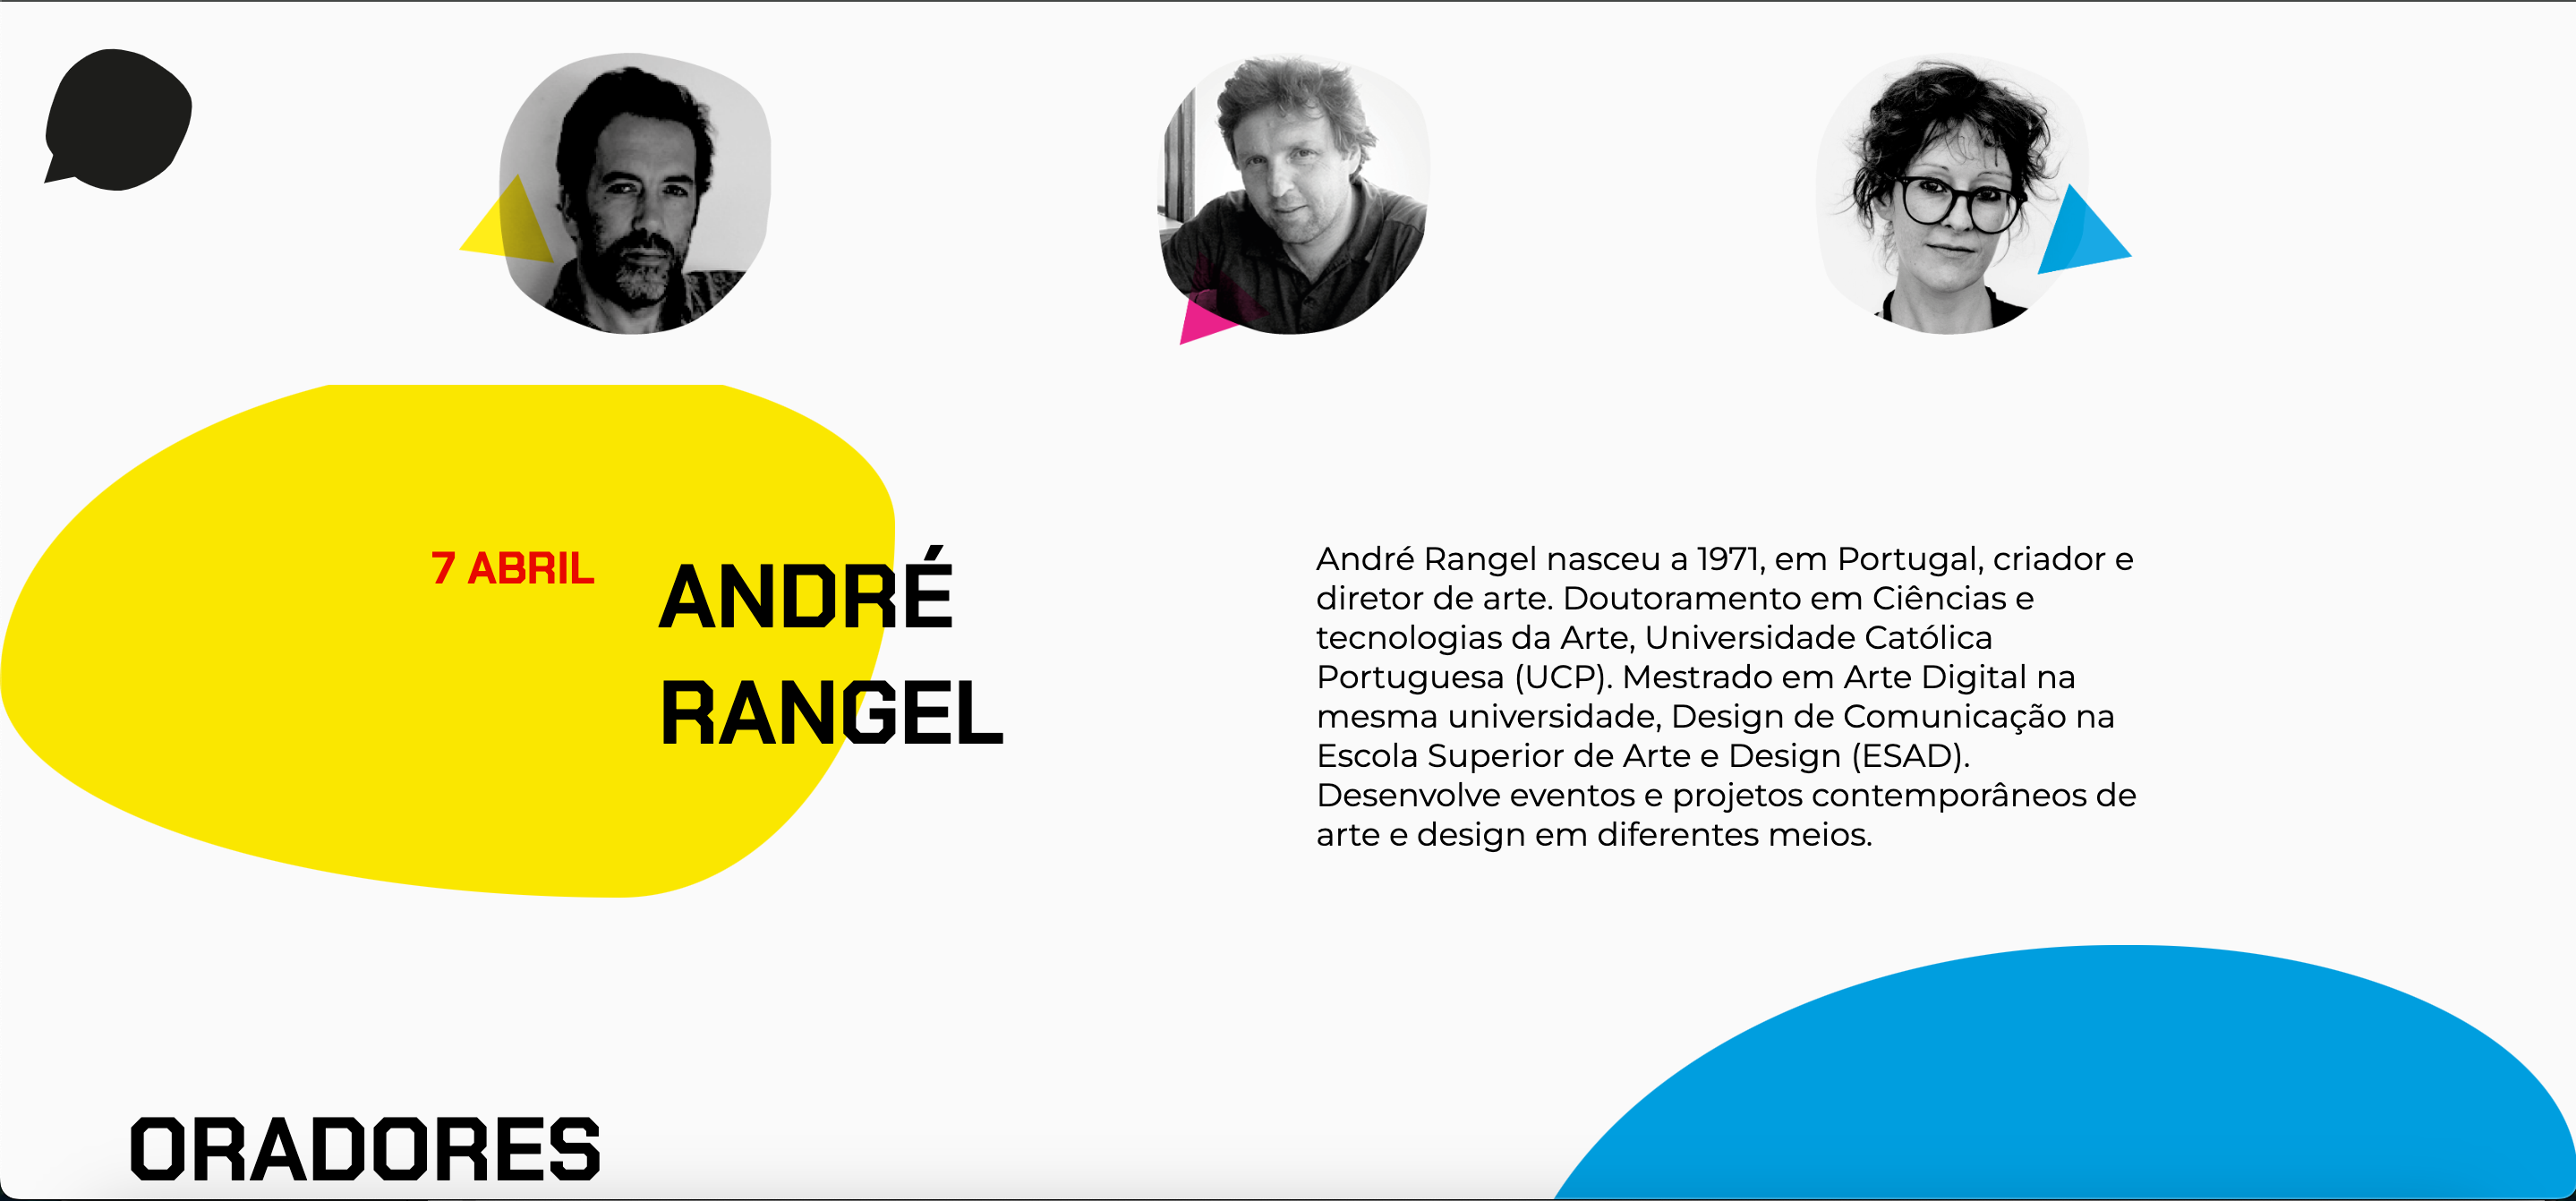 7 ABRIL
ANDRÉ
RANGEL
André Rangel nasceu a 1971, em Portugal, criador e
diretor de arte. Doutoramento em Ciências e
tecnologias da Arte, Universidade Católica
Portuguesa (UCP). Mestrado em Arte Digital na
mesma universidade, Design de Comunicação na
Escola Superior de Arte e Design (ESAD).
Desenvolve eventos e projetos contemporâneos de
arte e design em diferentes meios.
ORADORES